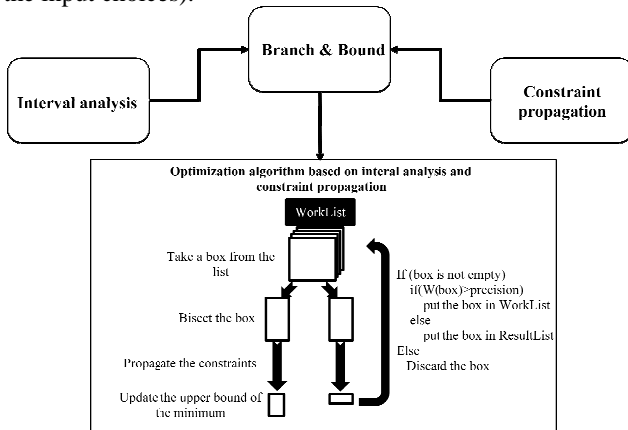 the input choices).
Branch & Bound
Interval analysis
Constraint
propagation
Optimization algorithm based on interal analysis and
constraint propagation
WorkList
Take a box from the
list
Bisect the box
Propagate the constraints
Update the upper bound of
the minimum
If (box is not empty)
if(W(box)>precision)
put the box in WorkList
else
put the box in ResultList
Else
Discard the box